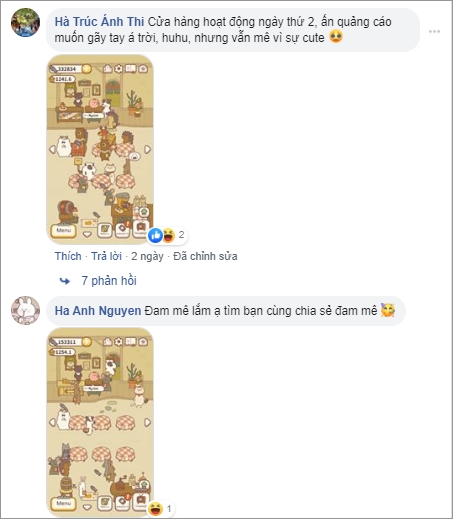 Hà Trúc Ánh Thi Cửa hàng hoạt động ngày thứ 2, ấn quảng cáo
muốn gãy tay á trời, huhu, nhưng vẫn mê vì sự cute
332834
1241.6
Menu
2
Thích · Trả lời · 2 ngày · Đã chỉnh sửa
7 phản hồi
Ha Anh Nguyen Đam mê lắm ạ tìm bạn cùng chia sẻ đam mê
153311
1254.1
Menu
1